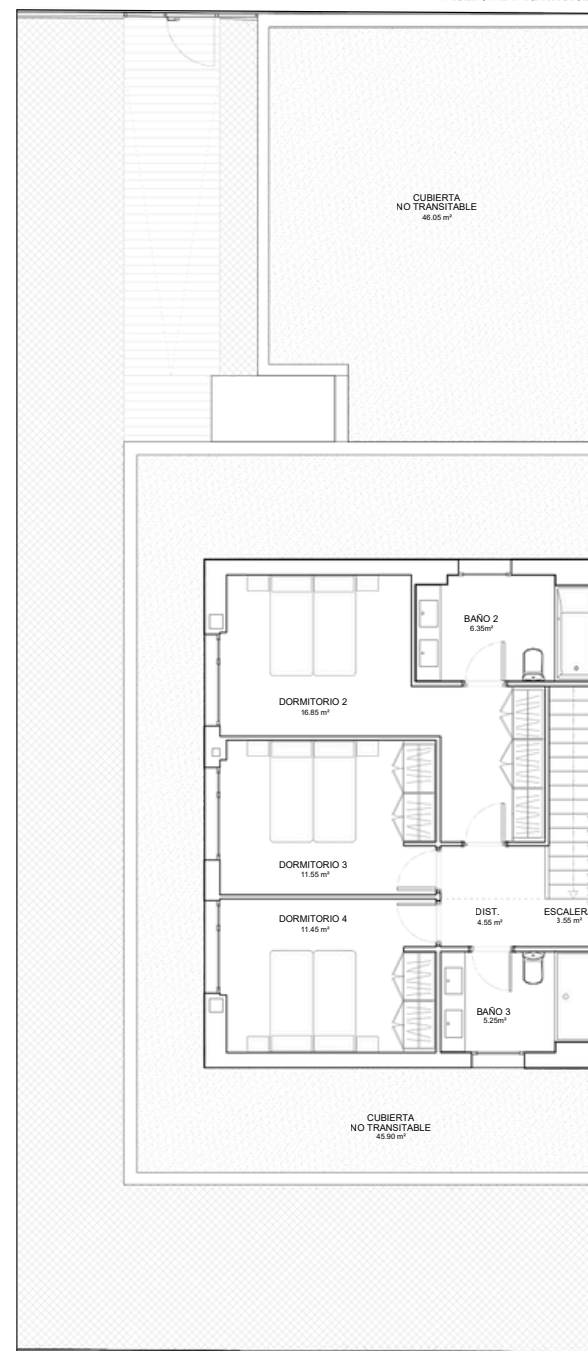 CUBIERTA
NO TRANSITABLE
46.05 m²
BAÑO 2
6.35m²
DORMITORIO 2
16.85 m²
DORMITORIO 3
11.55 m²
DORMITORIO 4
11.45 m²
DIST.
4.55 m²
ESCALERA
3.55 m²
BAÑO 3
5.25m²
CUBIERTA
NO TRANSITABLE
45.90 m²